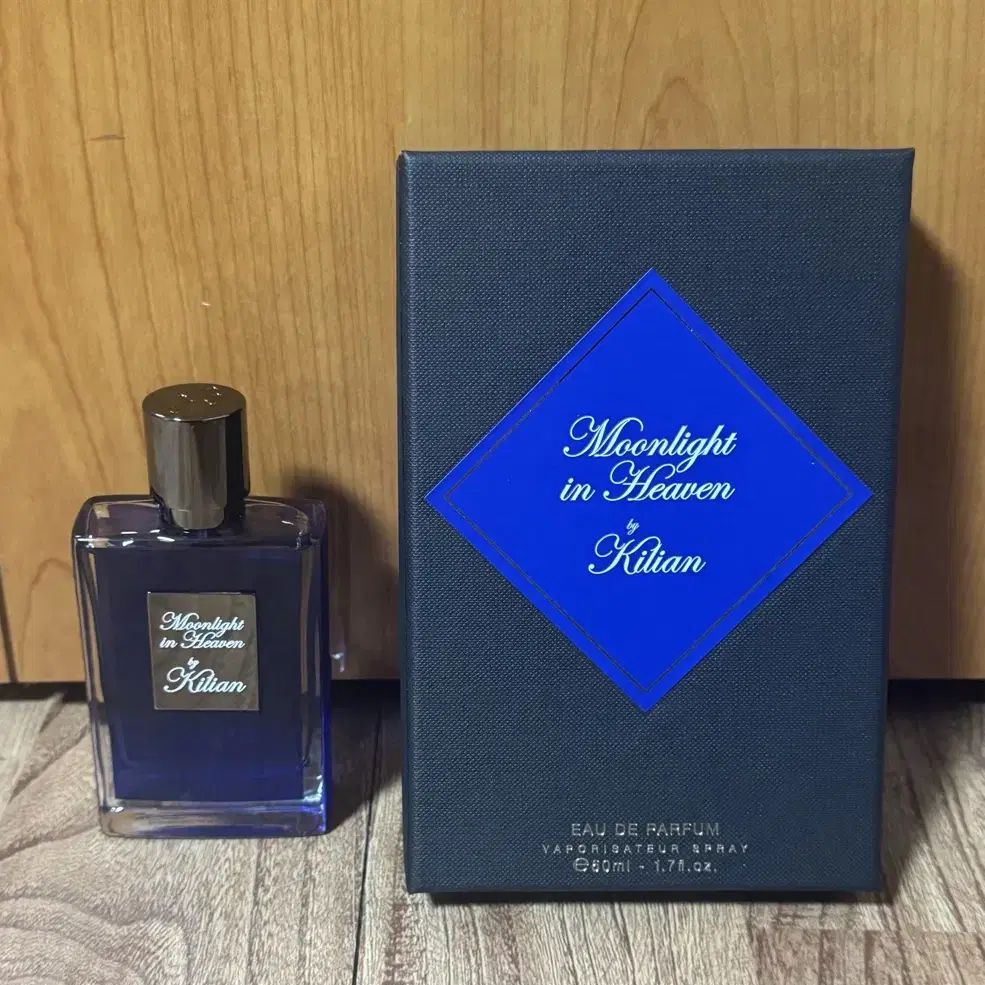 Moonlight
in Heaven
by
Kilian
Moonlight
in Heaven
by
Kilian
EAU DE PARFUM
VAPORISATEUR SPRAY
℮50ml - 1.7fl.oz.